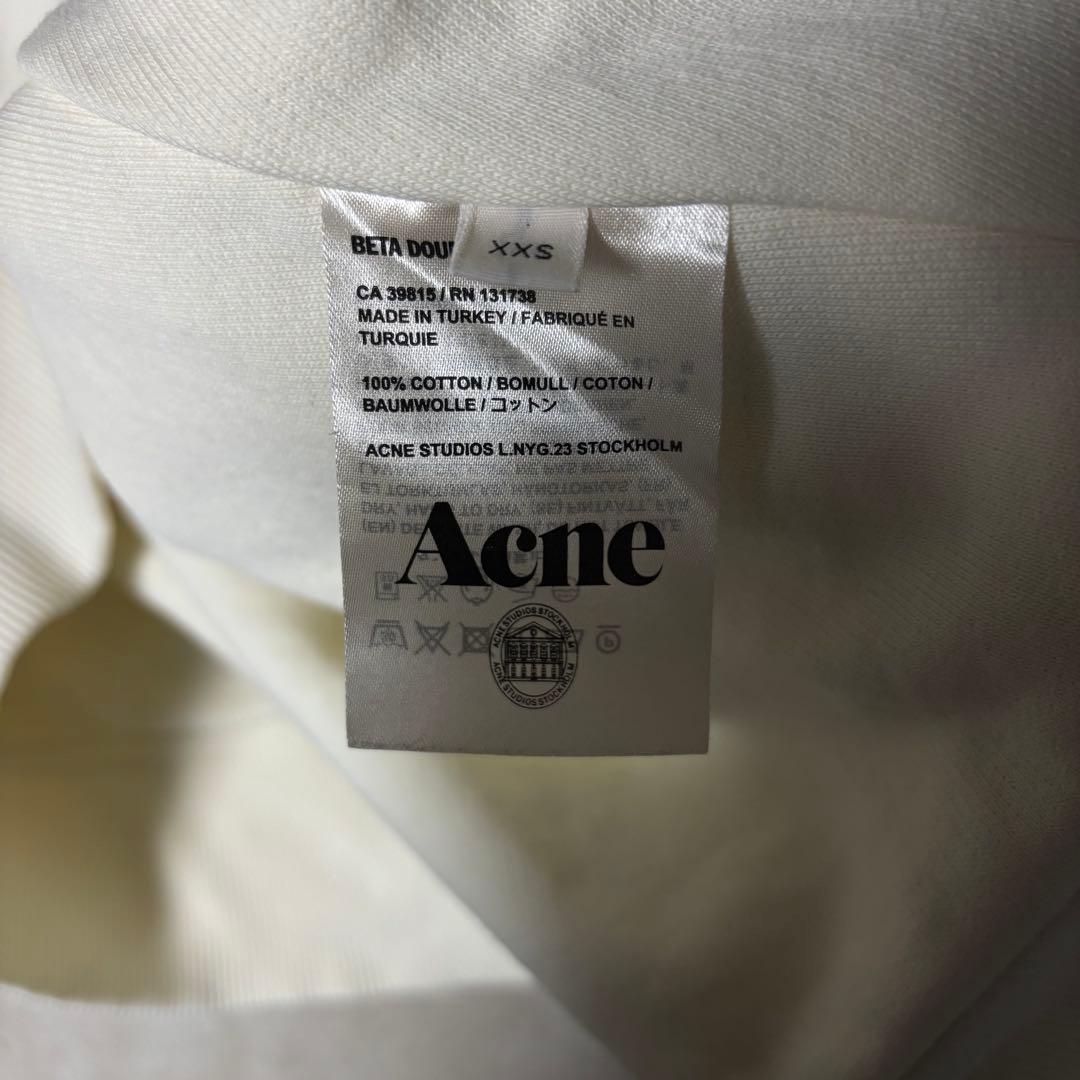 BETA DOU
XXS
CA 39815 / RN 131738
MADE IN TURKEY / FABRIQUÉ EN
TURQUIE
100% COTTON / BOMULL / COTON /
BAUMWOLLE / コットン
ACNE STUDIOS L.NYG.23 STOCKHOLM
Acne
ACNE STUDIOS STOCKHOLM
ACNE STUDIOS STOCKHOLM